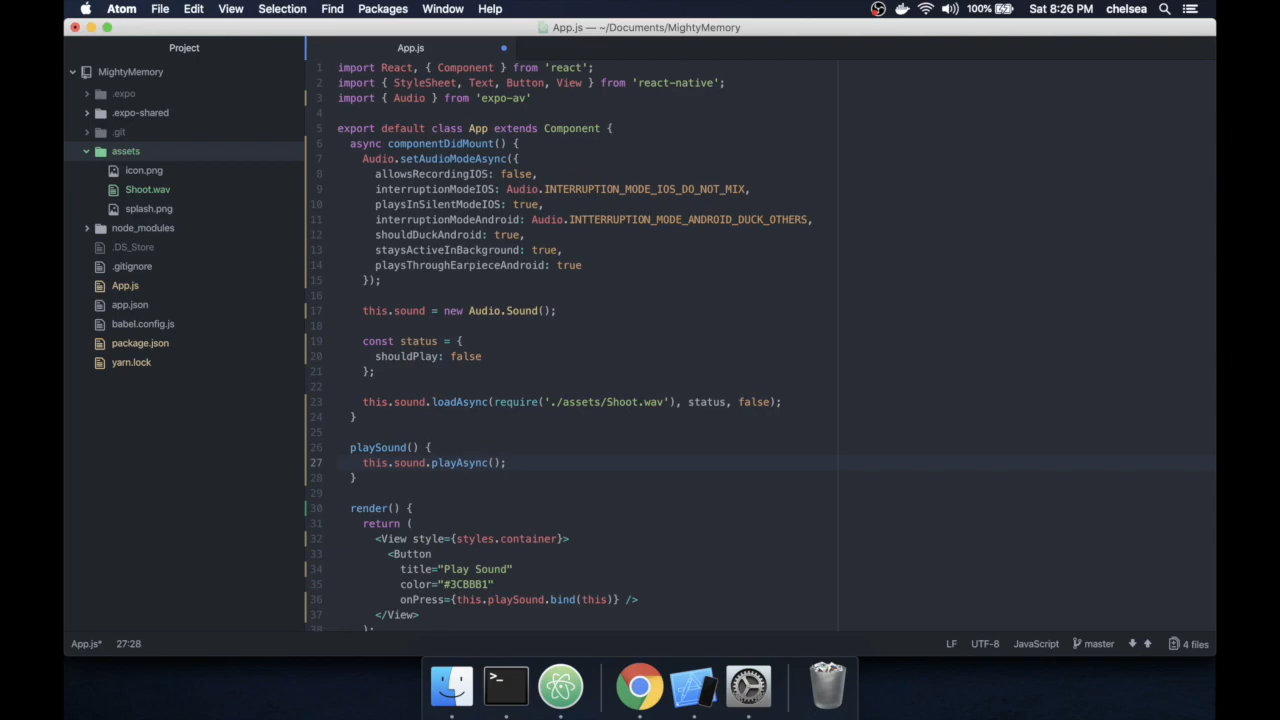 Atom File Edit View Selection Find Packages Window Help 100% Sat 8:26 PM chelsea
App.js — ~/Documents/MightyMemory
Project
App.js
MightyMemory
.expo
.expo-shared
.git
assets
icon.png
Shoot.wav
splash.png
node_modules
.DS_Store
.gitignore
App.js
app.json
babel.config.js
package.json
yarn.lock
1 import React, { Component } from 'react';
2 import { StyleSheet, Text, Button, View } from 'react-native';
3 import { Audio } from 'expo-av'
4
5 export default class App extends Component {
6 async componentDidMount() {
7 Audio.setAudioModeAsync({
8 allowsRecordingIOS: false,
9 interruptionModeIOS: Audio.INTERRUPTION_MODE_IOS_DO_NOT_MIX,
10 playsInSilentModeIOS: true,
11 interruptionModeAndroid: Audio.INTTERRUPTION_MODE_ANDROID_DUCK_OTHERS,
12 shouldDuckAndroid: true,
13 staysActiveInBackground: true,
14 playsThroughEarpieceAndroid: true
15 });
16
17 this.sound = new Audio.Sound();
18
19 const status = {
20 shouldPlay: false
21 };
22
23 this.sound.loadAsync(require('./assets/Shoot.wav'), status, false);
24 }
25
26 playSound() {
27 this.sound.playAsync();
28 }
29
30 render() {
31 return (
32 <View style={styles.container}>
33 <Button
34 title="Play Sound"
35 color="#3CBBB1"
36 onPress={this.playSound.bind(this)} />
37 </View>
38 );
App.js* 27:28 LF UTF-8 JavaScript master 4 files